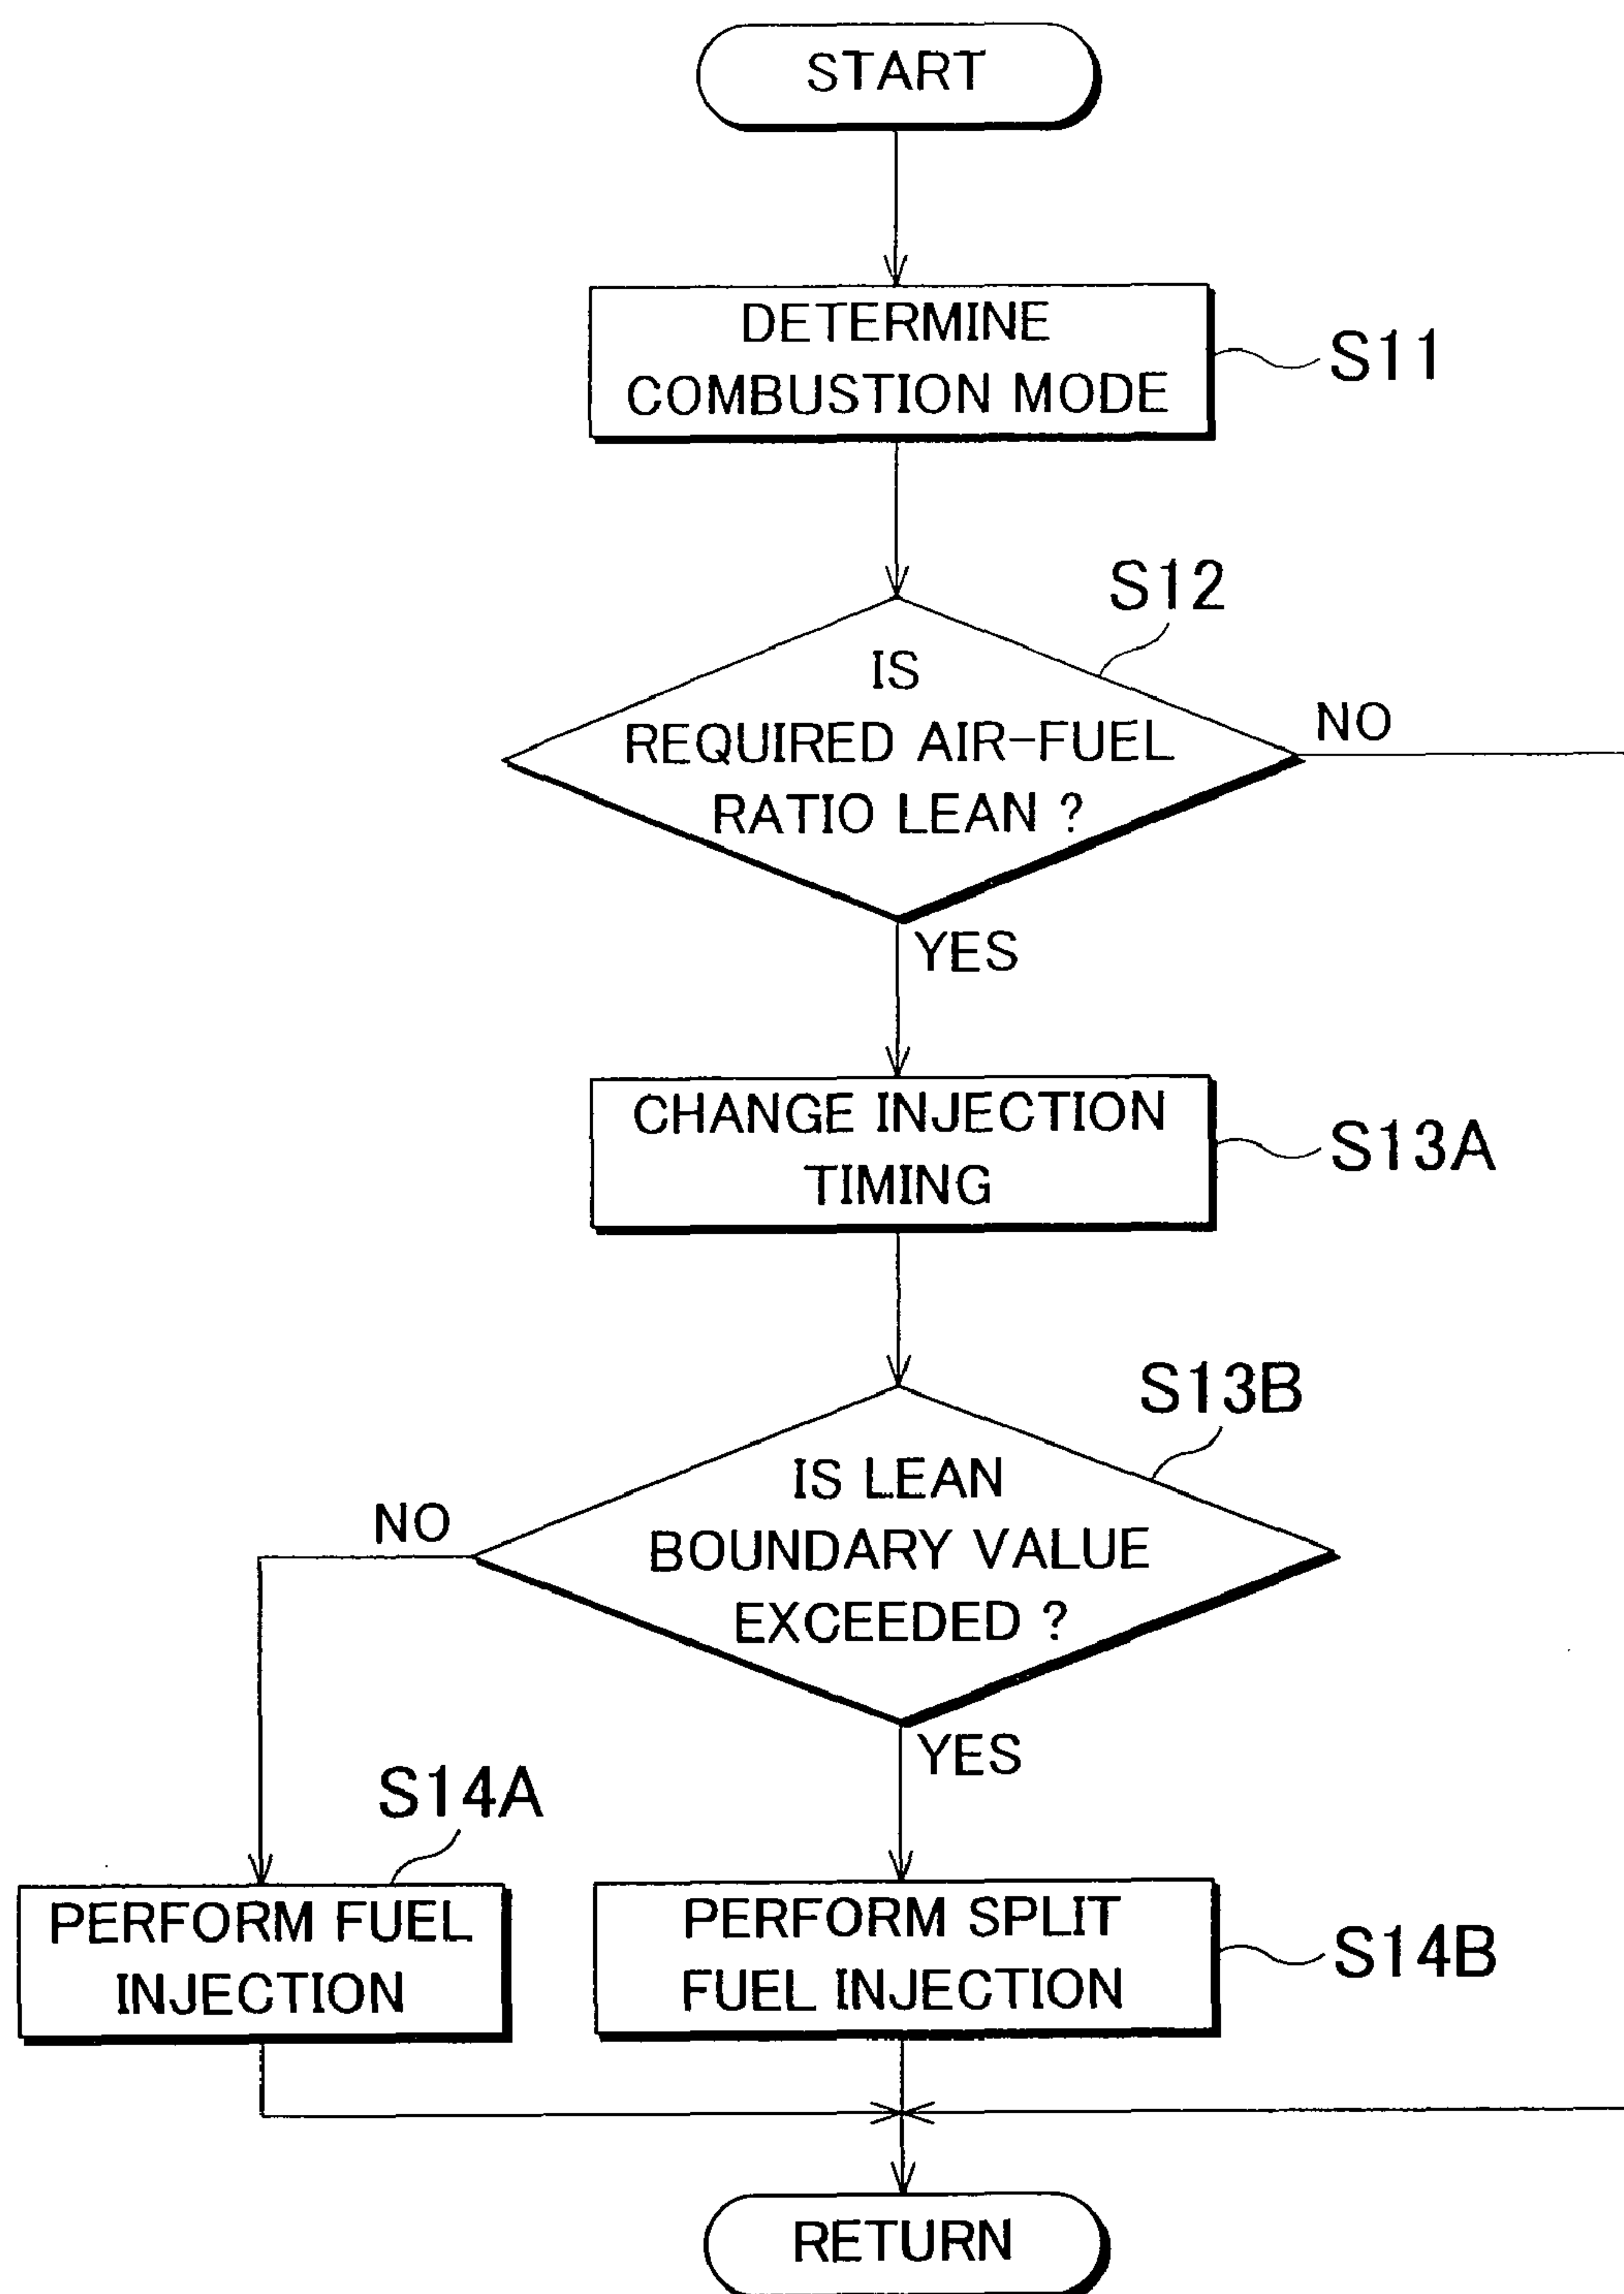 START
DETERMINE
COMBUSTION MODE
S11
S12
IS
REQUIRED AIR-FUEL
RATIO LEAN ?
NO
YES
CHANGE INJECTION
TIMING
S13A
S13B
IS LEAN
BOUNDARY VALUE
EXCEEDED ?
NO
YES
S14A
PERFORM FUEL
INJECTION
PERFORM SPLIT
FUEL INJECTION
S14B
RETURN